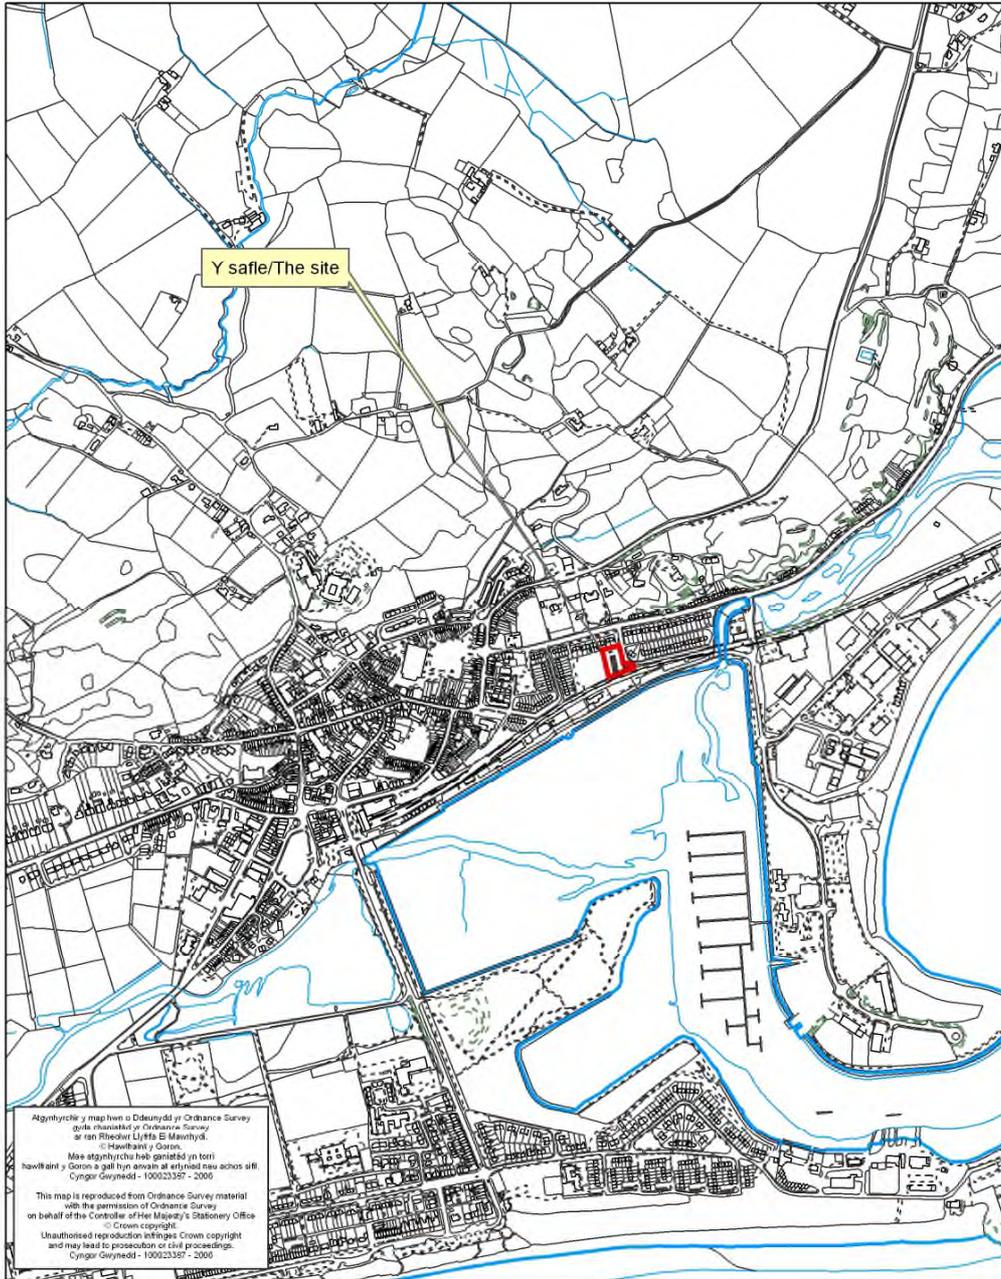 Y safle/The site
Atgynhyrchir y map hwn o Ddeunydd yr Ordnance Survey
gyda chaniatâd yr Ordnance Survey
ar ran Rheolwr Llyfrfa Ei Mawrhydi.
© Hawlfraint y Goron.
Mae atgynhyrchu heb ganiatâd yn torri
hawlfraint y Goron a gall hyn arwain at erlyniad neu achos sifil.
Cyngor Gwynedd - 100023387 - 2006
This map is reproduced from Ordnance Survey material
with the permission of Ordnance Survey
on behalf of the Controller of Her Majesty's Stationery Office
© Crown copyright.
Unauthorised reproduction infringes Crown copyright
and may lead to prosecution or civil proceedings.
Cyngor Gwynedd - 100023387 - 2006